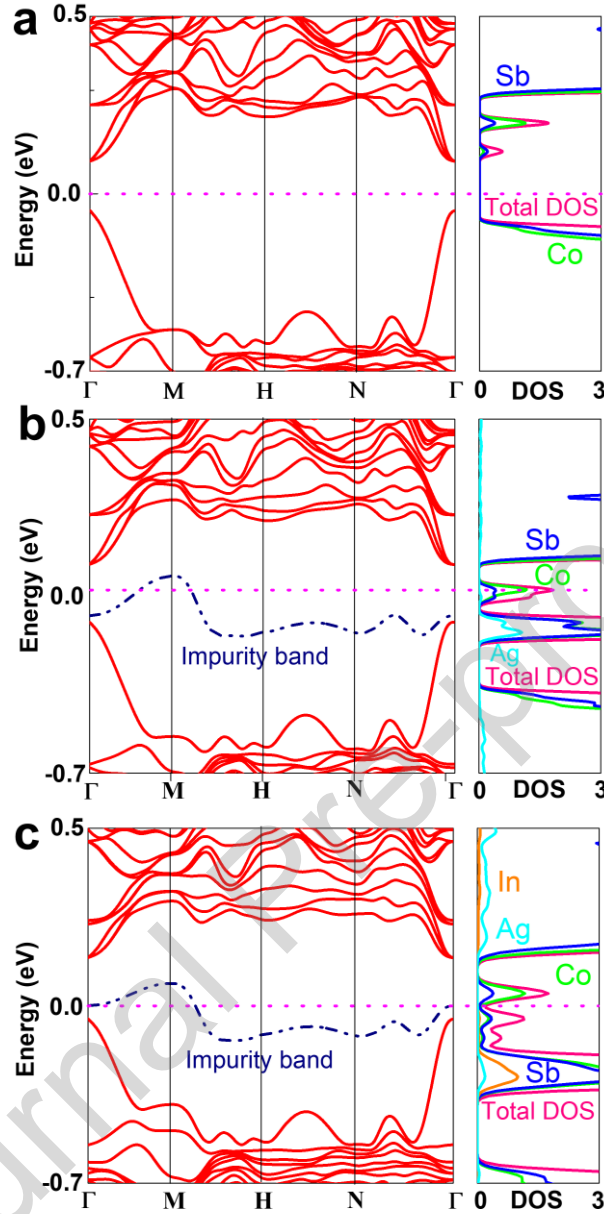 a
0.5
Energy (eV)
0.0
-0.7
Γ M H N Γ
Sb
Total DOS
Co
0 DOS 3
b
0.5
Energy (eV)
0.0
-0.7
Impurity band
Γ M H N Γ
Sb
Co
Ag
Total DOS
0 DOS 3
c
0.5
Energy (eV)
0.0
-0.7
Impurity band
Γ M H N Γ
In
Ag
Co
Sb
Total DOS
0 DOS 3
urnal Pre-pro